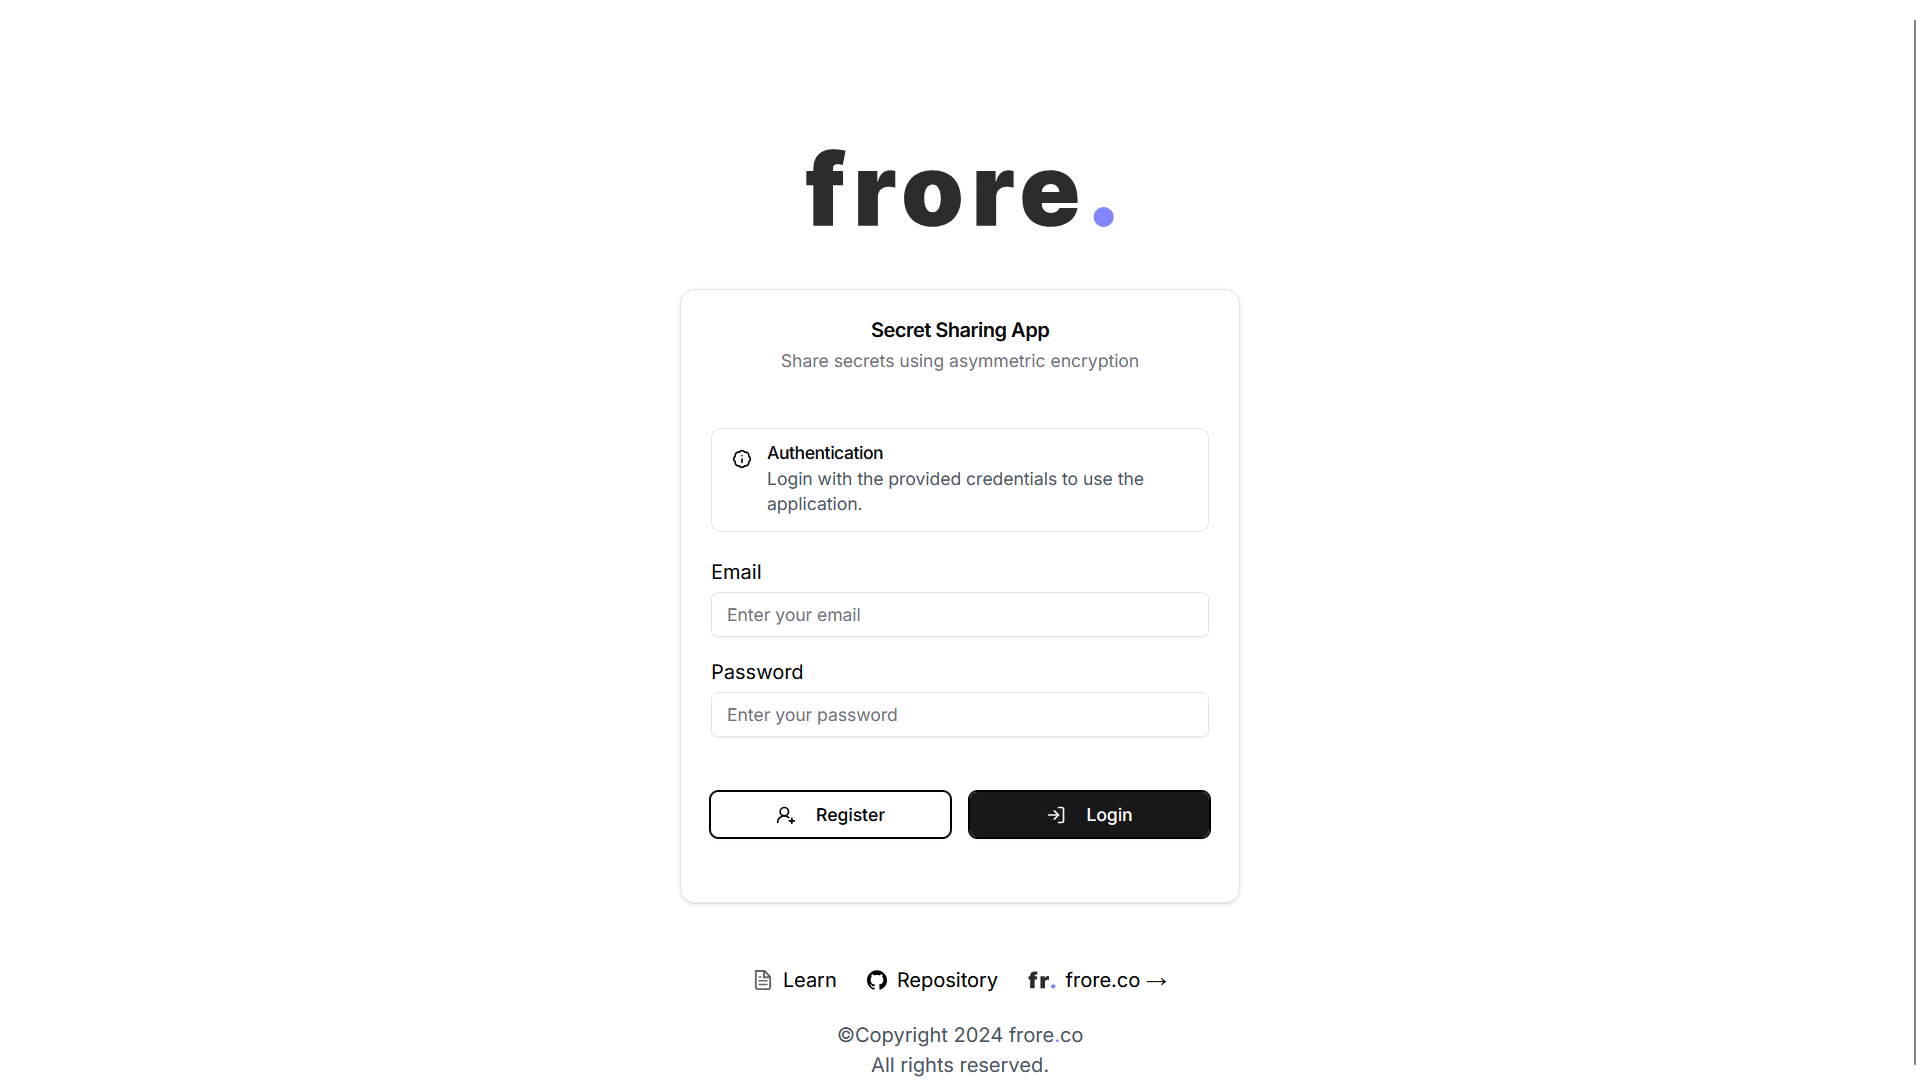 frore.
Secret Sharing App
Share secrets using asymmetric encryption
Authentication
Login with the provided credentials to use the
application.
Email
Enter your email
Password
Enter your password
Register
Login
Learn
Repository
fr. frore.co →
©Copyright 2024 frore.co
All rights reserved.